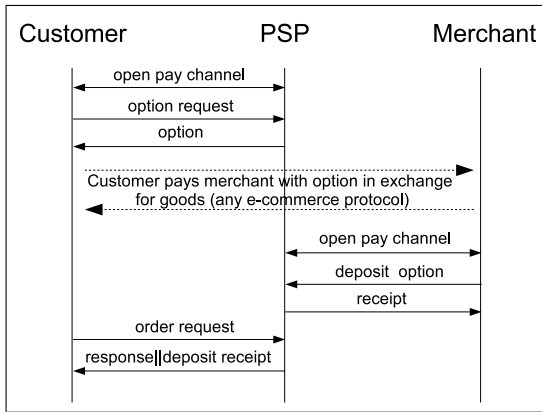 Customer PSP Merchant
open pay channel
option request
option
Customer pays merchant with option in exchange
for goods (any e-commerce protocol)
open pay channel
deposit option
receipt
order request
response||deposit receipt